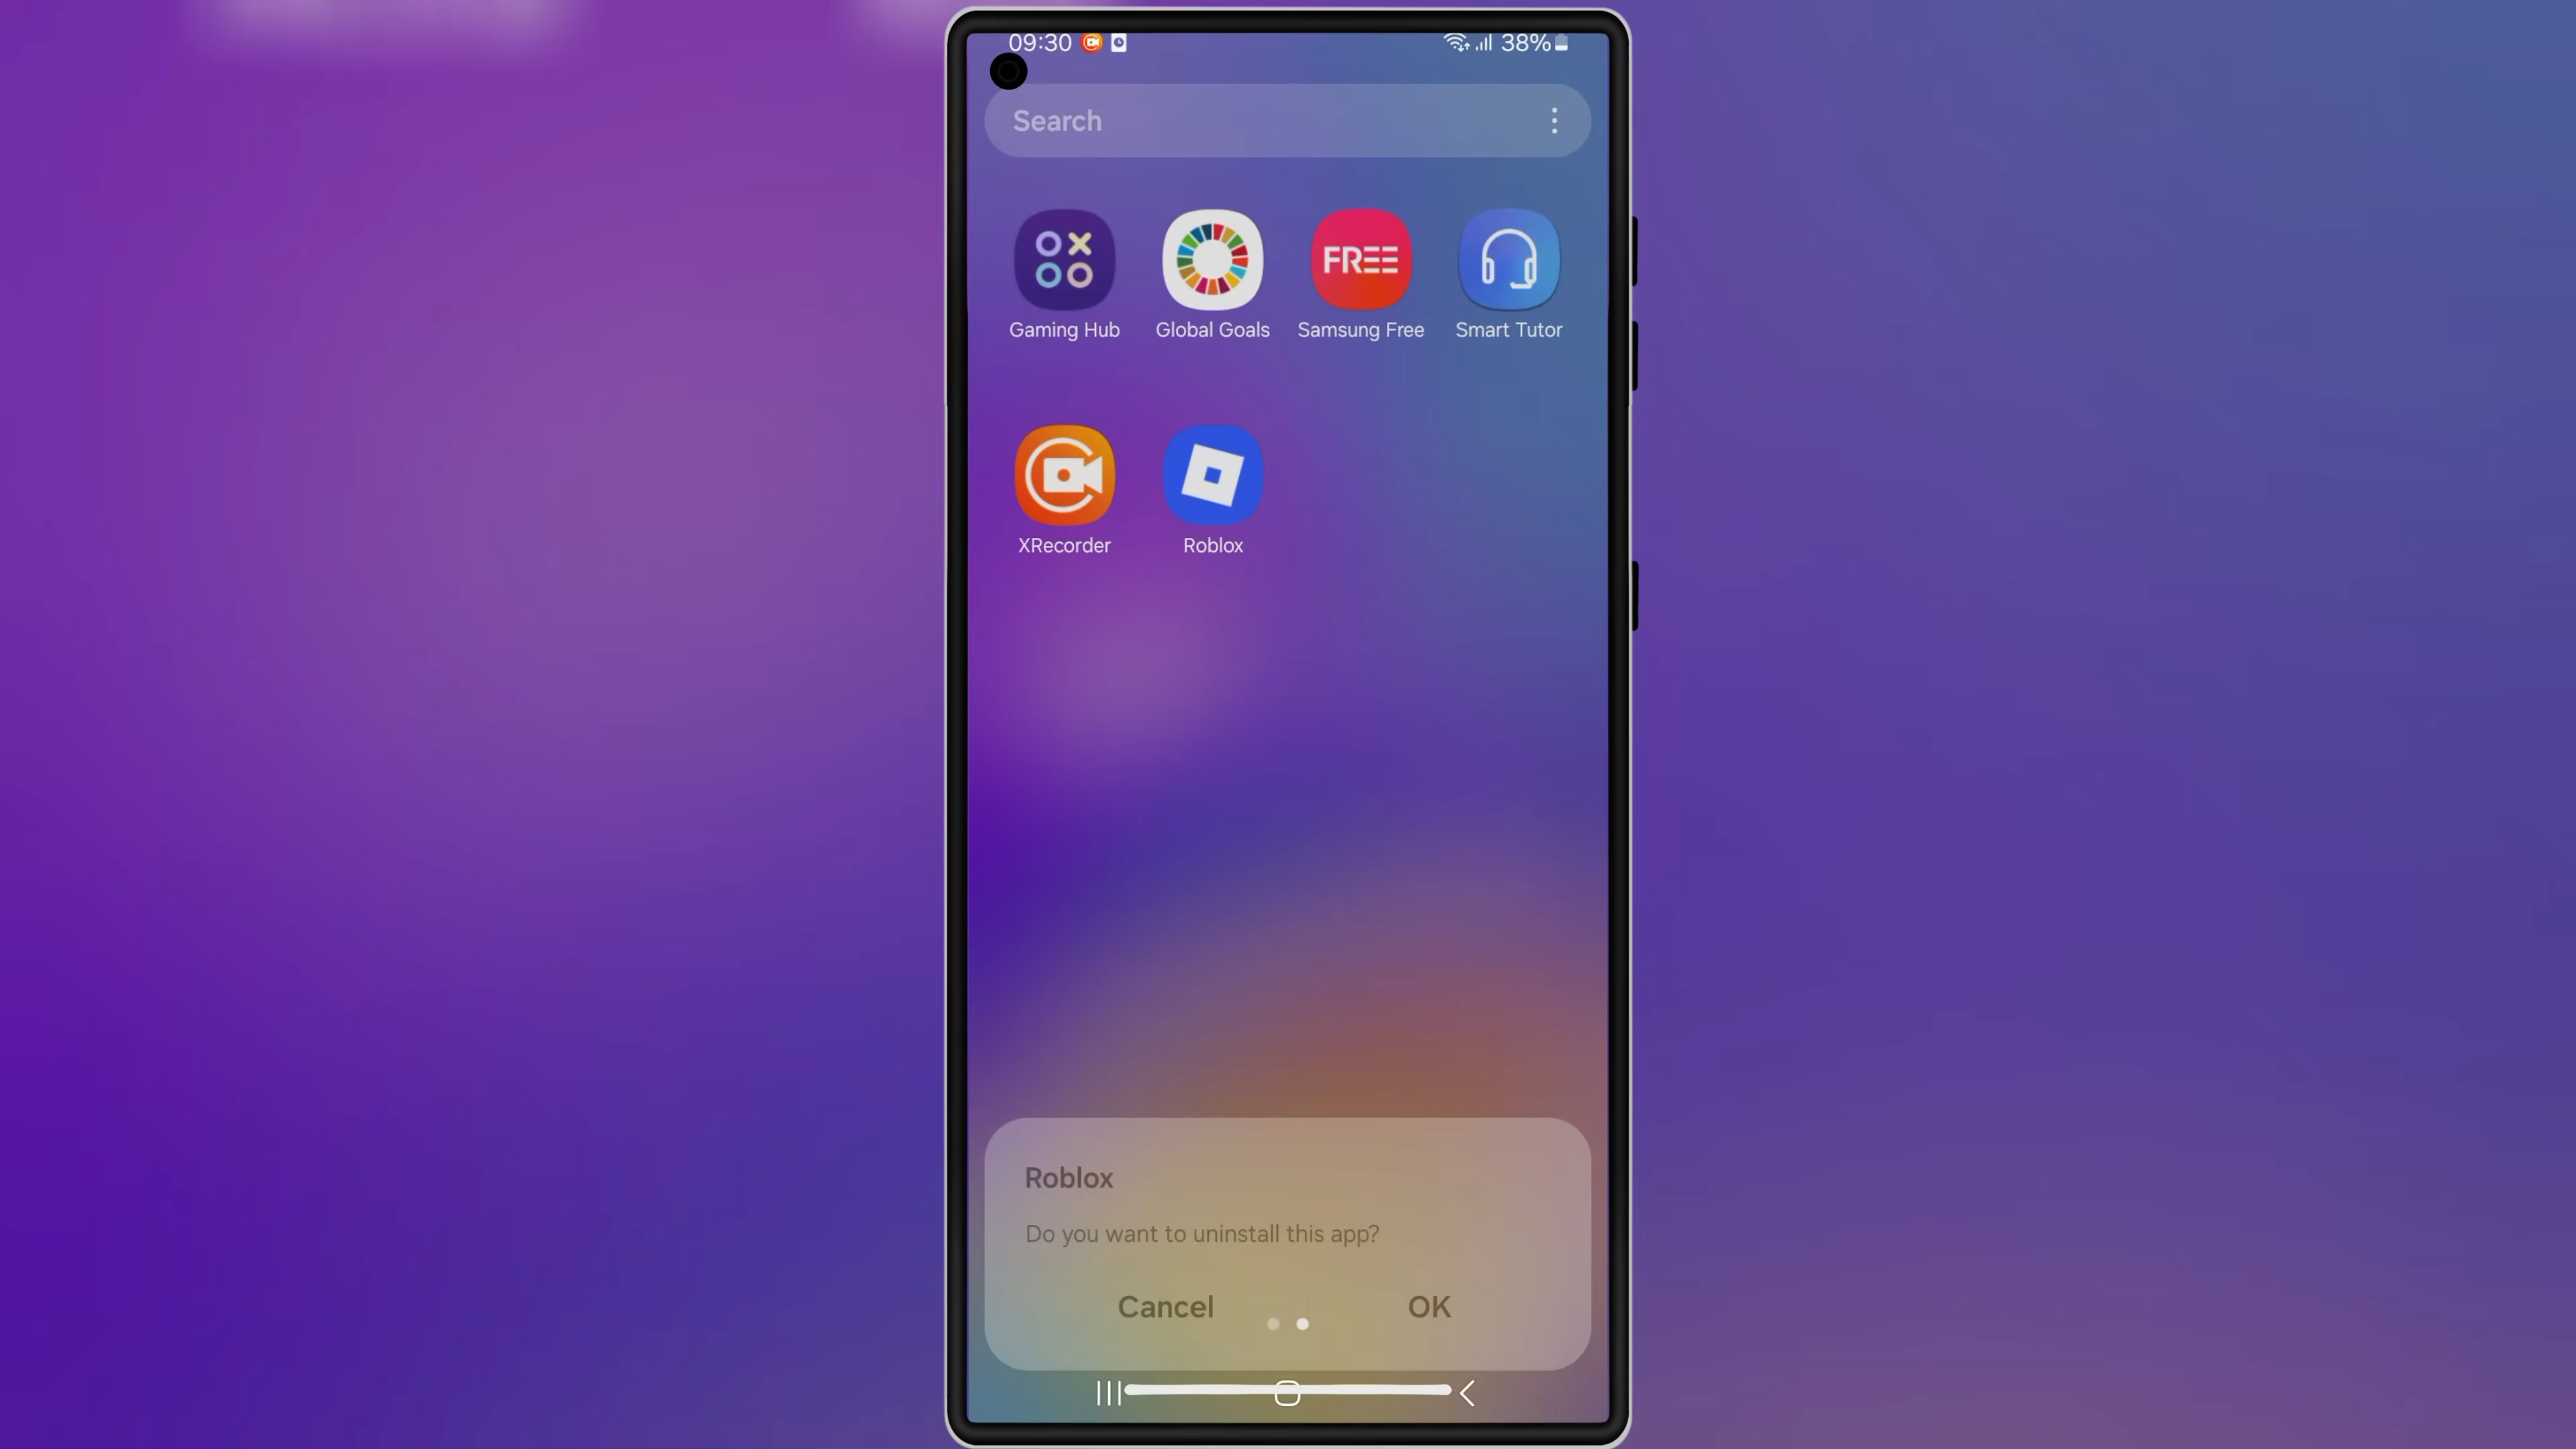 09:30 38%
Search
FREE
Gaming Hub Global Goals Samsung Free Smart Tutor
XRecorder Roblox
Roblox
Do you want to uninstall this app?
Cancel OK